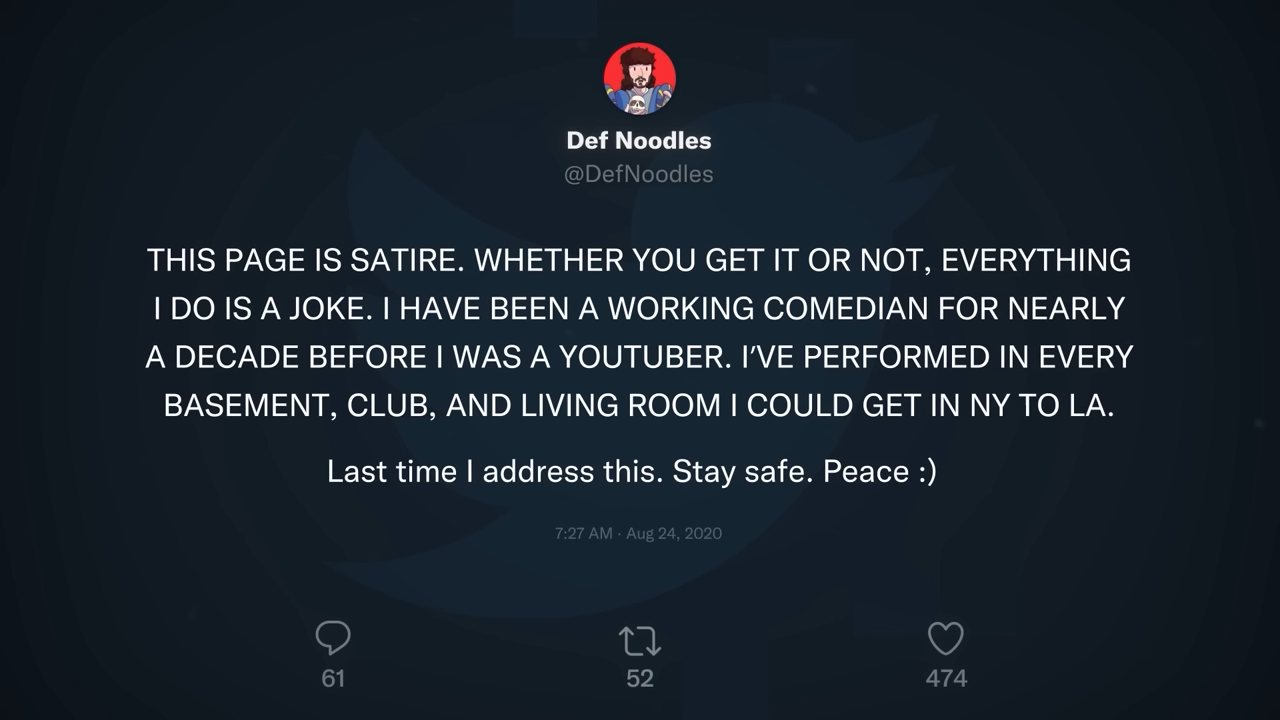 Def Noodles
@DefNoodles
THIS PAGE IS SATIRE. WHETHER YOU GET IT OR NOT, EVERYTHING
I DO IS A JOKE. I HAVE BEEN A WORKING COMEDIAN FOR NEARLY
A DECADE BEFORE I WAS A YOUTUBER. I’VE PERFORMED IN EVERY
BASEMENT, CLUB, AND LIVING ROOM I COULD GET IN NY TO LA.
Last time I address this. Stay safe. Peace :)
7:27 AM · Aug 24, 2020
61
52
474